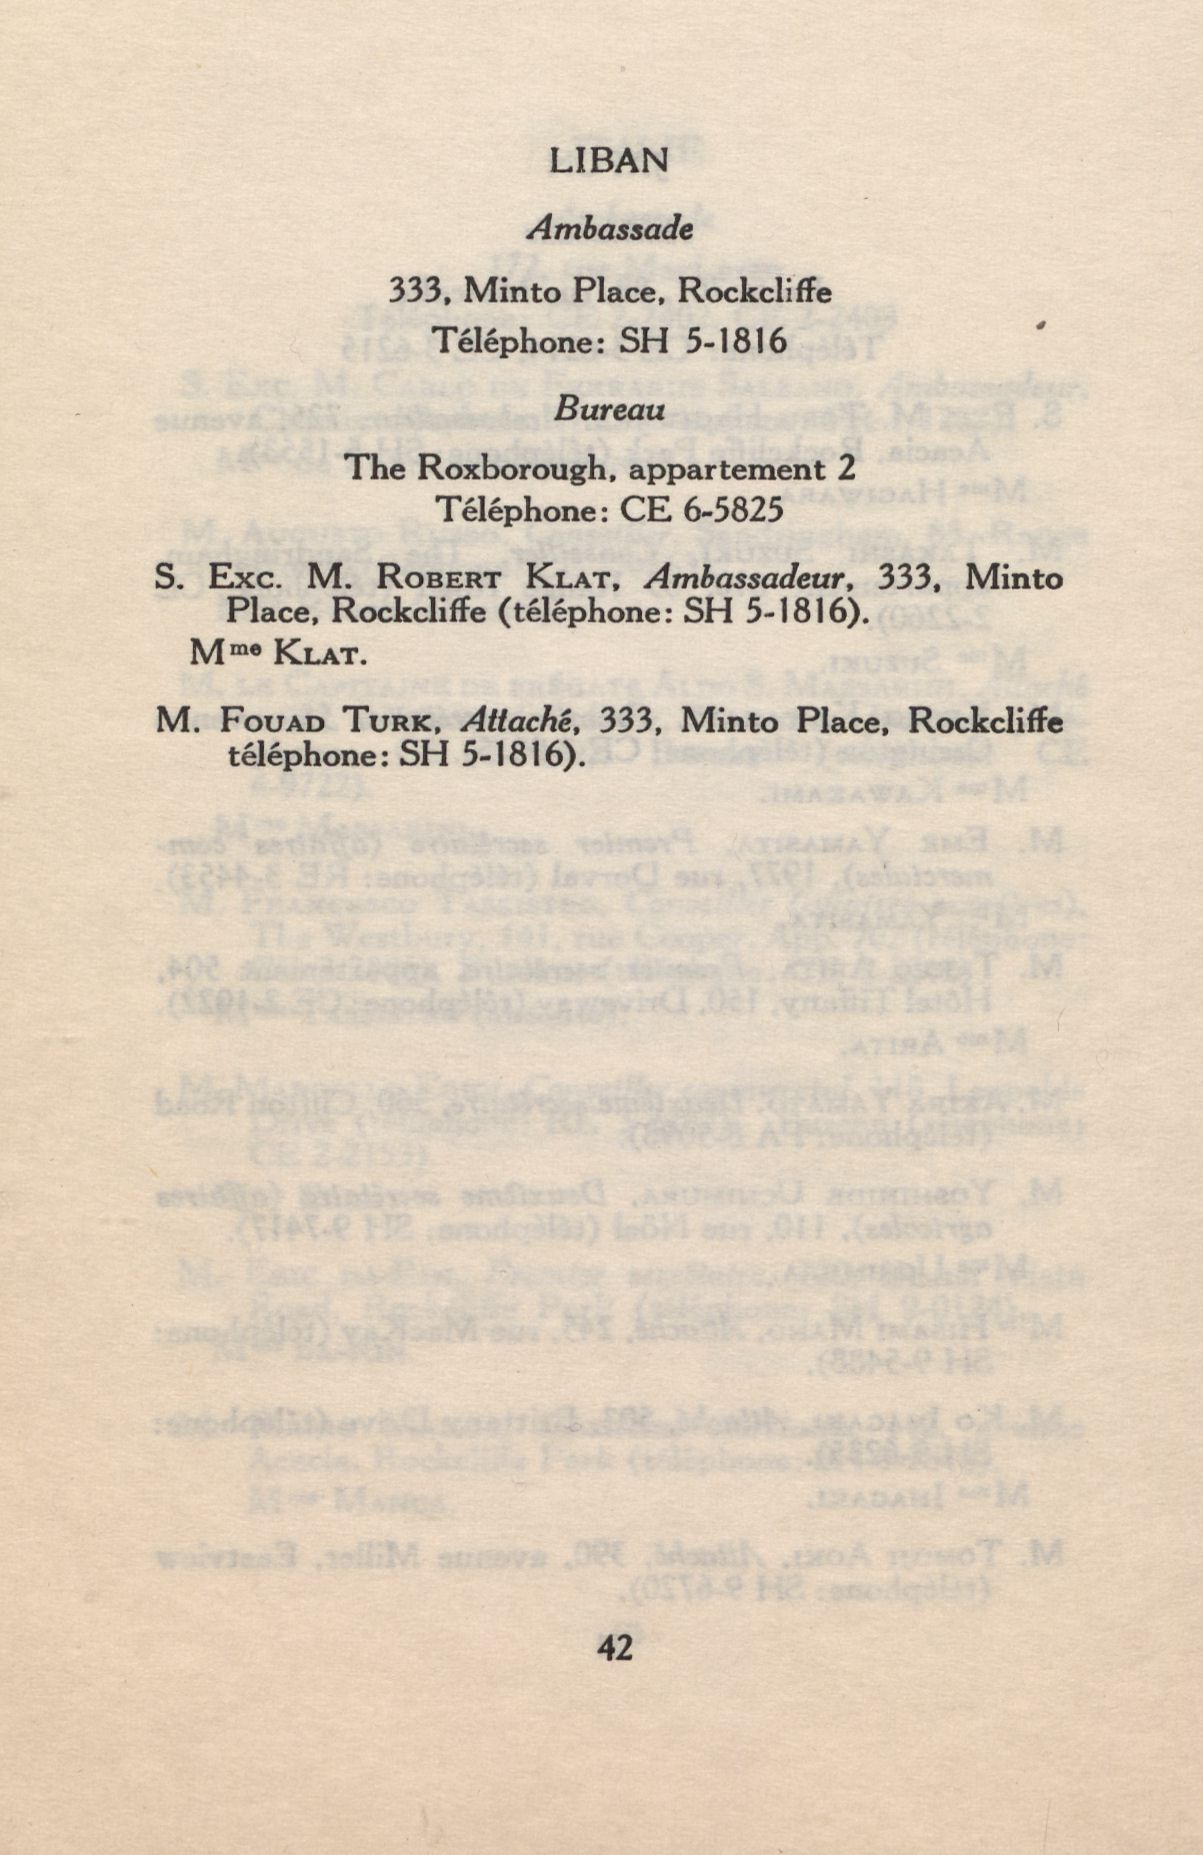 LIBAN
Ambassade
333, Minto Place, Rockcliffe
Téléphone: SH 5-1816
Bureau
The Roxborough, appartement 2
Téléphone: CE 6-5825
S. Exc. M. Robert Klat, Ambassadeur, 333, Minto
Place, Rockcliffe (téléphone: SH 5-1816).
Mme Klat.
M. Fouad Turk, Attaché, 333, Minto Place, Rockcliffe
téléphone: SH 5-1816).
42